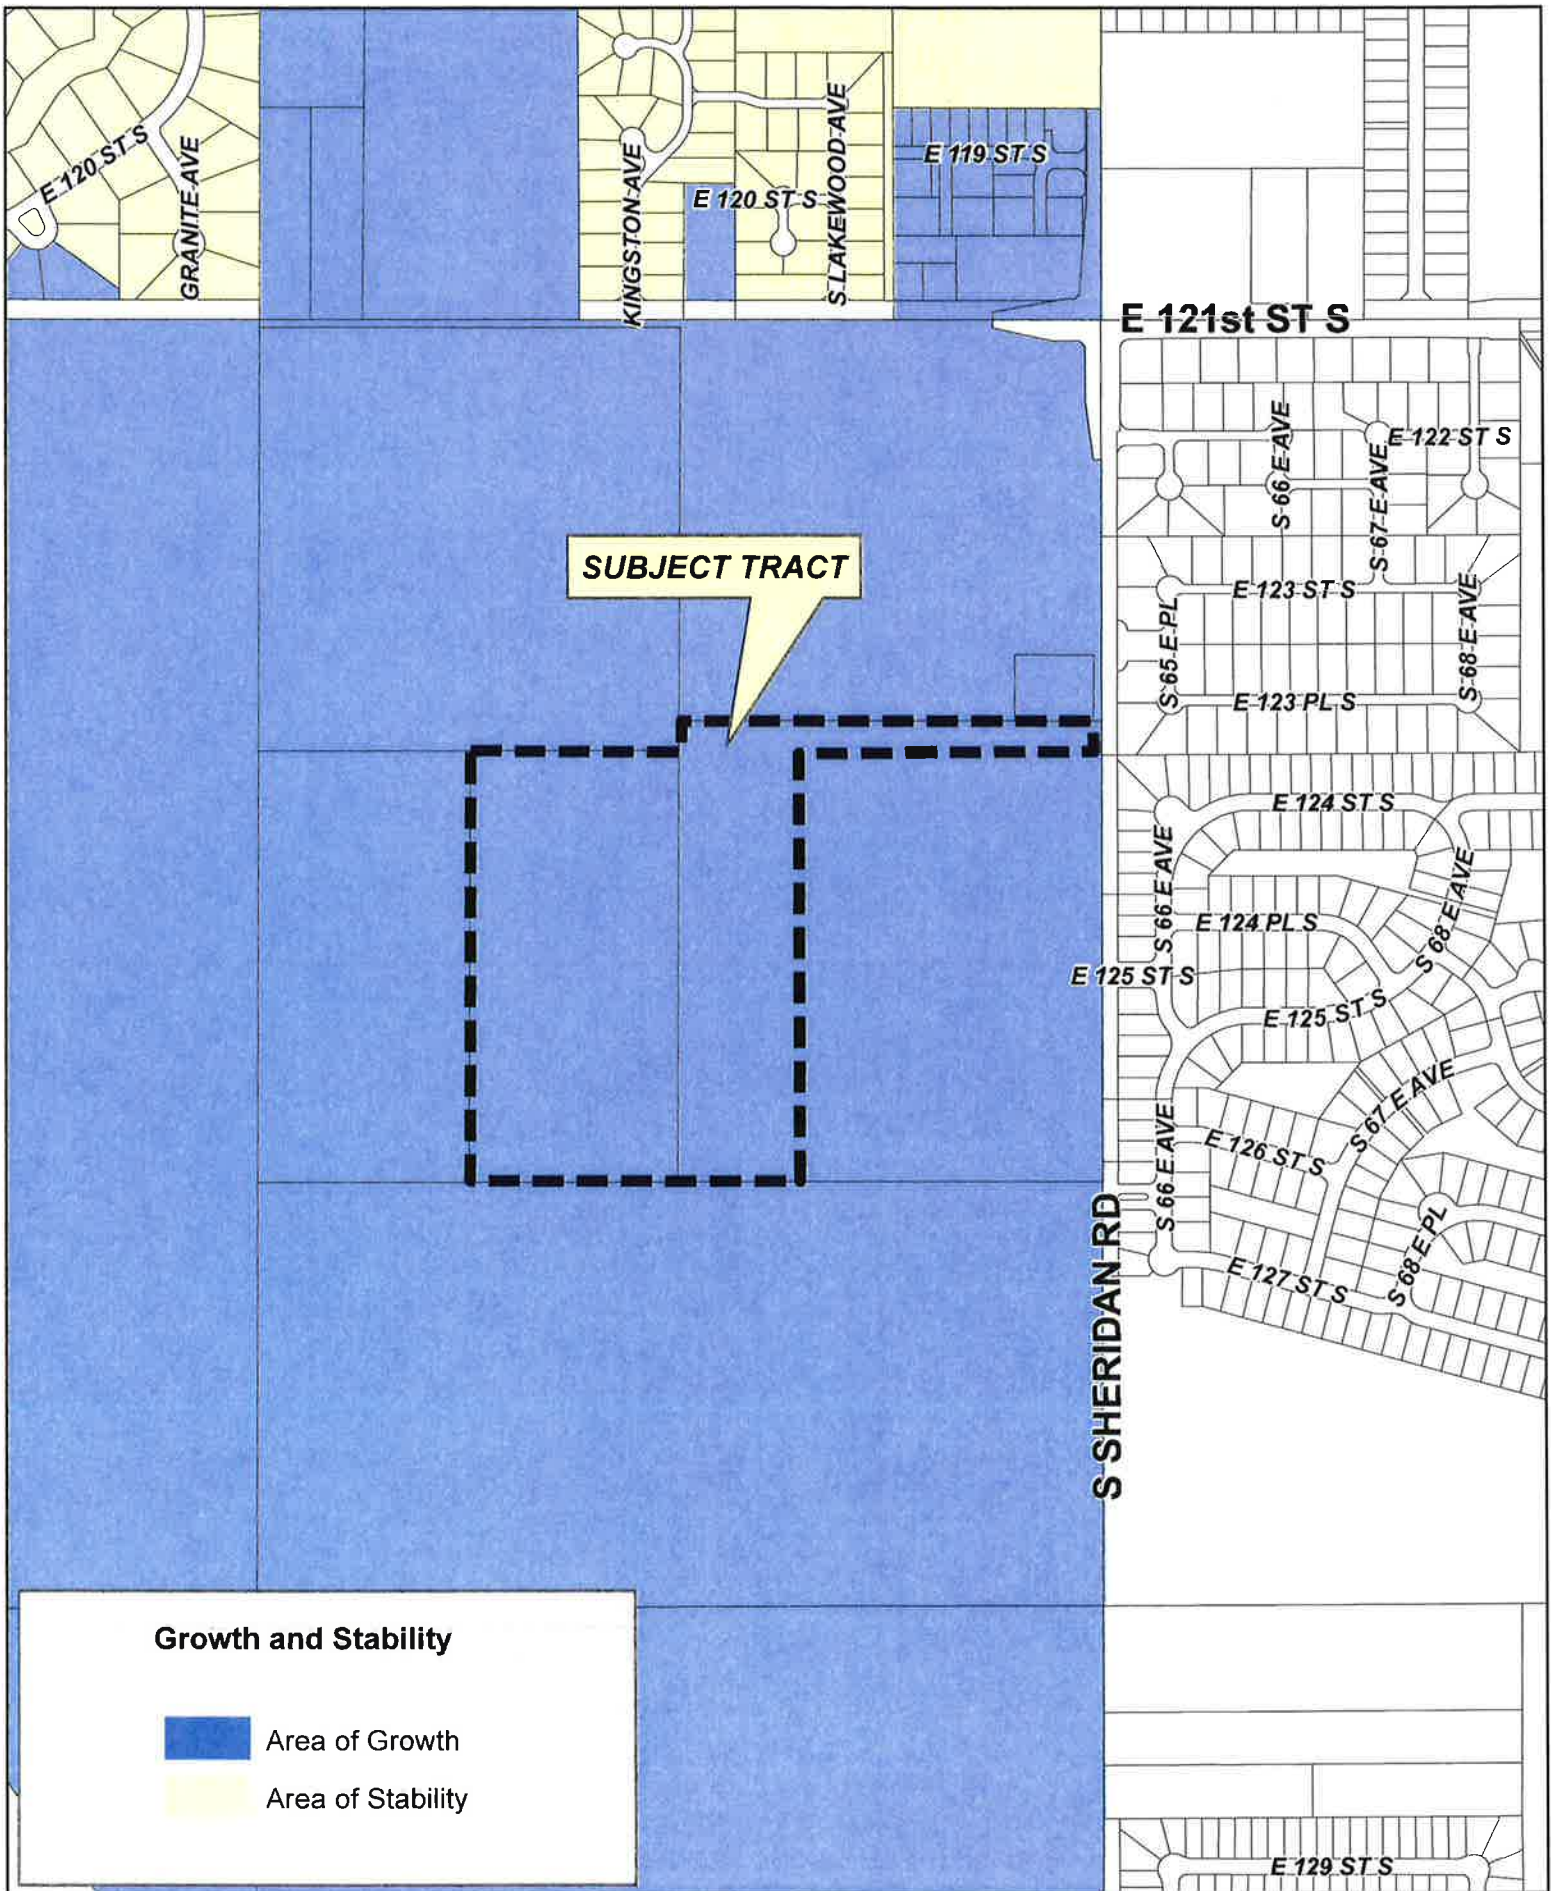 E 120 ST S
GRANITE AVE
KINGSTON AVE
E 120 ST S
S LAKEWOOD AVE
E 119 ST S
E 121st ST S
S 66 E AVE
E 122 ST S
S 67 E AVE
SUBJECT TRACT
E 123 ST S
S 65 E PL
S 68 E AVE
E 123 PL S
E 124 ST S
S 66 E AVE
S 68 E AVE
E 124 PL S
E 125 ST S
E 125 ST S
S 67 E AVE
S 66 E AVE
E 126 ST S
S 68 E PL
E 127 ST S
S SHERIDAN RD
Growth and Stability
Area of Growth
Area of Stability
E 129 ST S